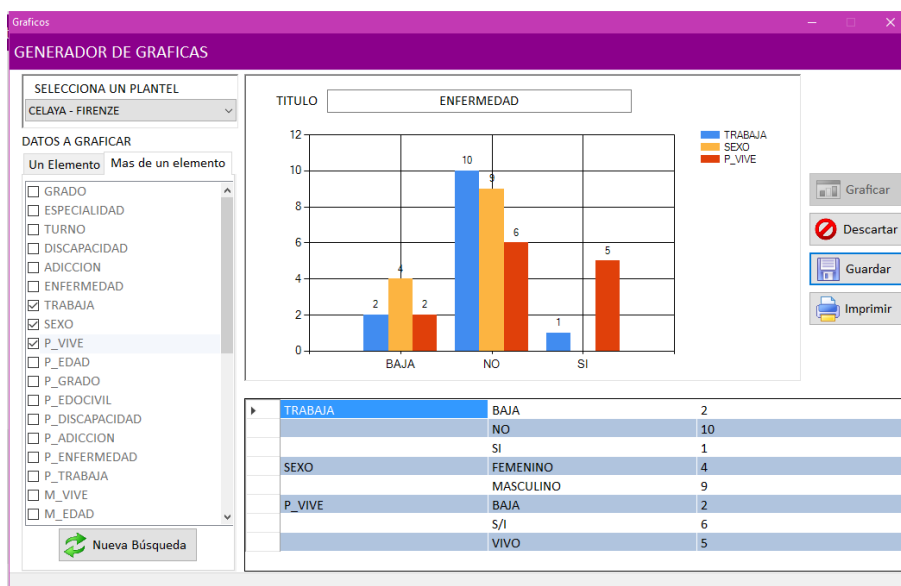 Graficos
GENERADOR DE GRAFICAS
SELECCIONA UN PLANTEL
CELAYA - FIRENZE
DATOS A GRAFICAR
Un Elemento Mas de un elemento
GRADO
ESPECIALIDAD
TURNO
DISCAPACIDAD
ADICCION
ENFERMEDAD
TRABAJA
SEXO
P_VIVE
P_EDAD
P_GRADO
P_EDOCIVIL
P_DISCAPACIDAD
P_ADICCION
P_ENFERMEDAD
P_TRABAJA
M_VIVE
M_EDAD
Nueva Búsqueda
TITULO ENFERMEDAD
12
10
8
6
4
2
0
2 4 2
10 9 6
1 5
BAJA NO SI
TRABAJA
SEXO
P_VIVE
Graficar
Descartar
Guardar
Imprimir
TRABAJA BAJA 2
NO 10
SI 1
SEXO FEMENINO 4
MASCULINO 9
P_VIVE BAJA 2
S/I 6
VIVO 5